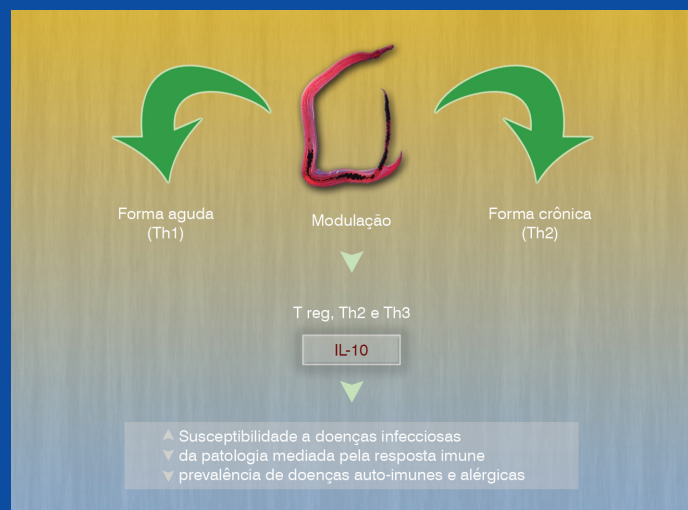 Forma aguda
(Th1)
Modulação
Forma crônica
(Th2)
T reg, Th2 e Th3
IL-10
Susceptibilidade a doenças infecciosas
da patologia mediada pela resposta imune
prevalência de doenças auto-imunes e alérgicas